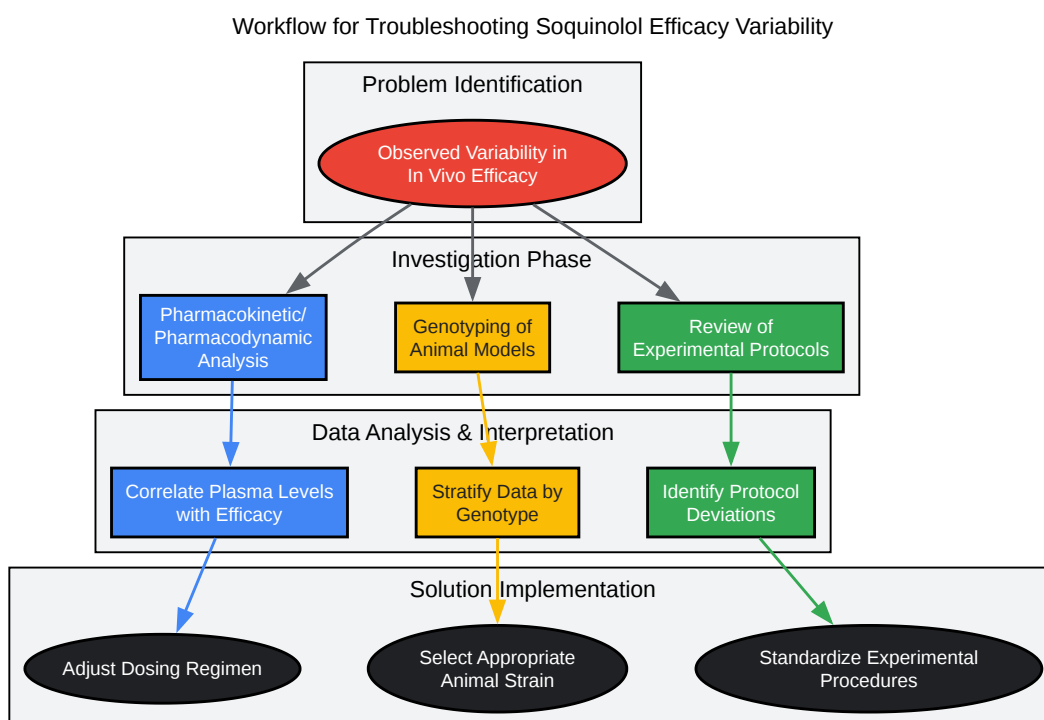 Workflow for Troubleshooting Soquinolol Efficacy Variability
Problem Identification
Observed Variability in
In Vivo Efficacy
Investigation Phase
Pharmacokinetic/
Pharmacodynamic
Analysis
Genotyping of
Animal Models
Review of
Experimental Protocols
Data Analysis & Interpretation
Correlate Plasma Levels
with Efficacy
Stratify Data by
Genotype
Identify Protocol
Deviations
Solution Implementation
Adjust Dosing Regimen
Select Appropriate
Animal Strain
Standardize Experimental
Procedures